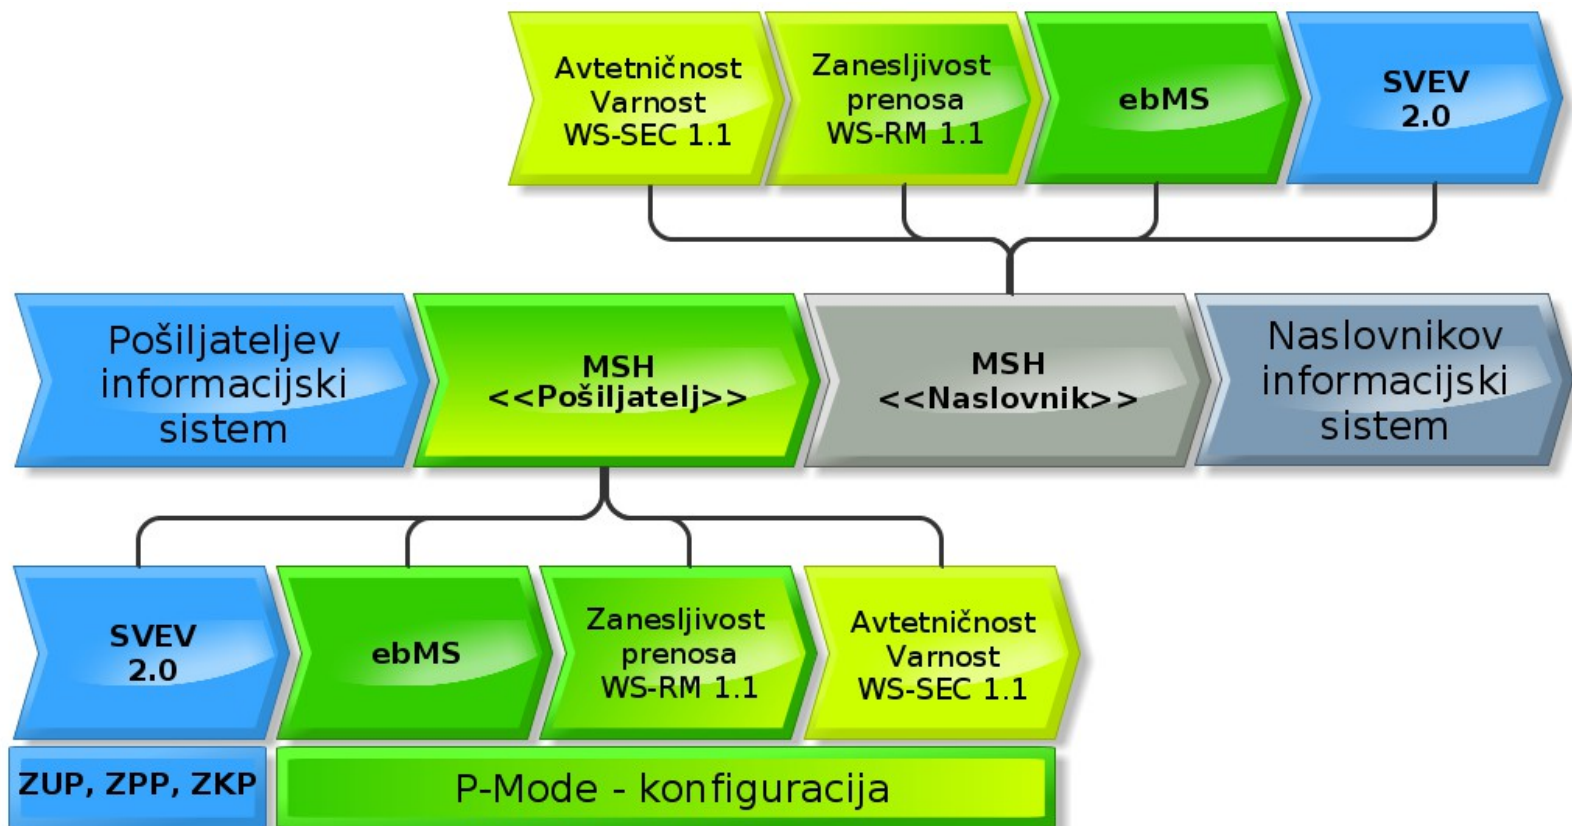 Avtetničnost
Varnost
WS-SEC 1.1
Zanesljivost
prenosa
WS-RM 1.1
ebMS
SVEV
2.0
Pošiljateljev
informacijski
sistem
MSH
<<Pošiljatelj>>
MSH
<<Naslovnik>>
Naslovnikov
informacijski
sistem
SVEV
2.0
ebMS
Zanesljivost
prenosa
WS-RM 1.1
Avtetničnost
Varnost
WS-SEC 1.1
ZUP, ZPP, ZKP
P-Mode - konfiguracija